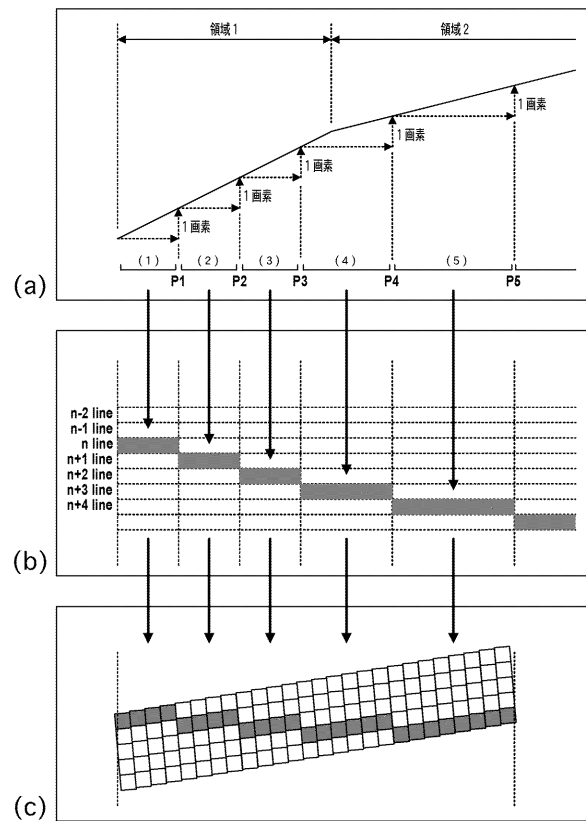 領域1 領域2
1画素
1画素
1画素
1画素
1画素
(1) (2) (3) (4) (5)
P1 P2 P3 P4 P5
(a)
n-2 line
n-1 line
n line
n+1 line
n+2 line
n+3 line
n+4 line
(b)
(c)